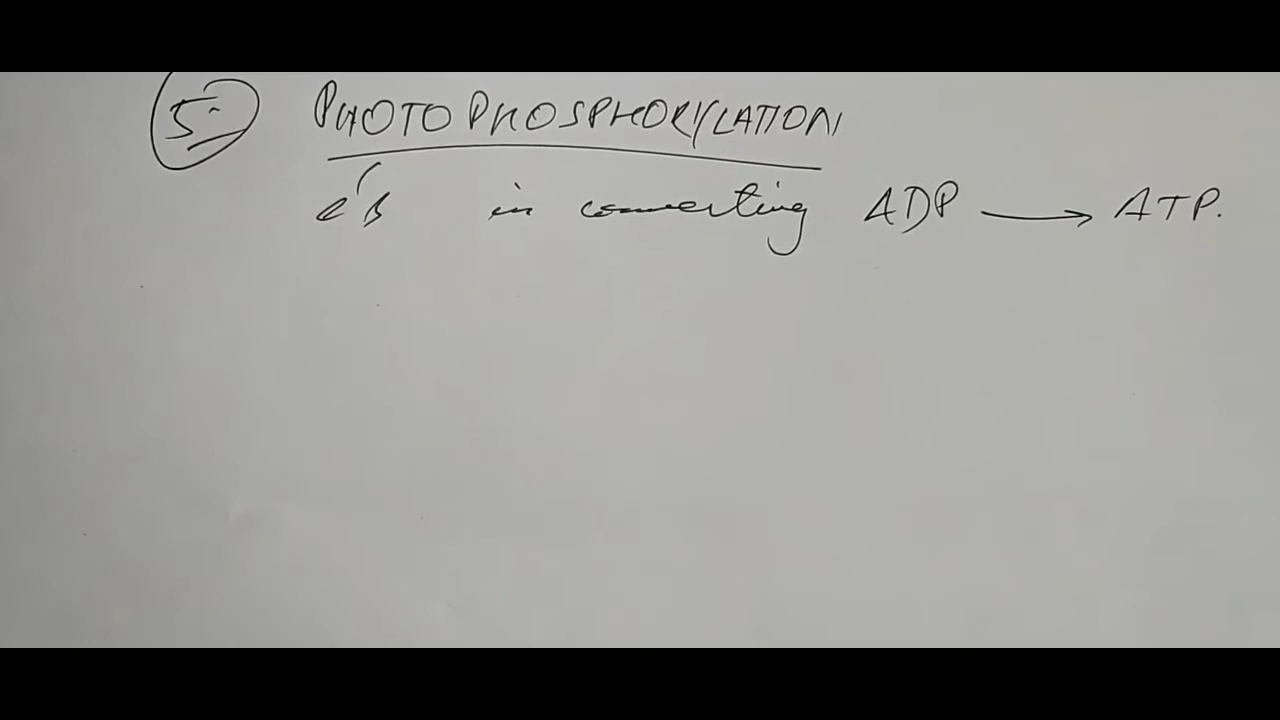 5. PHOTOPHOSPHORYLATION
e's in converting ADP → ATP.